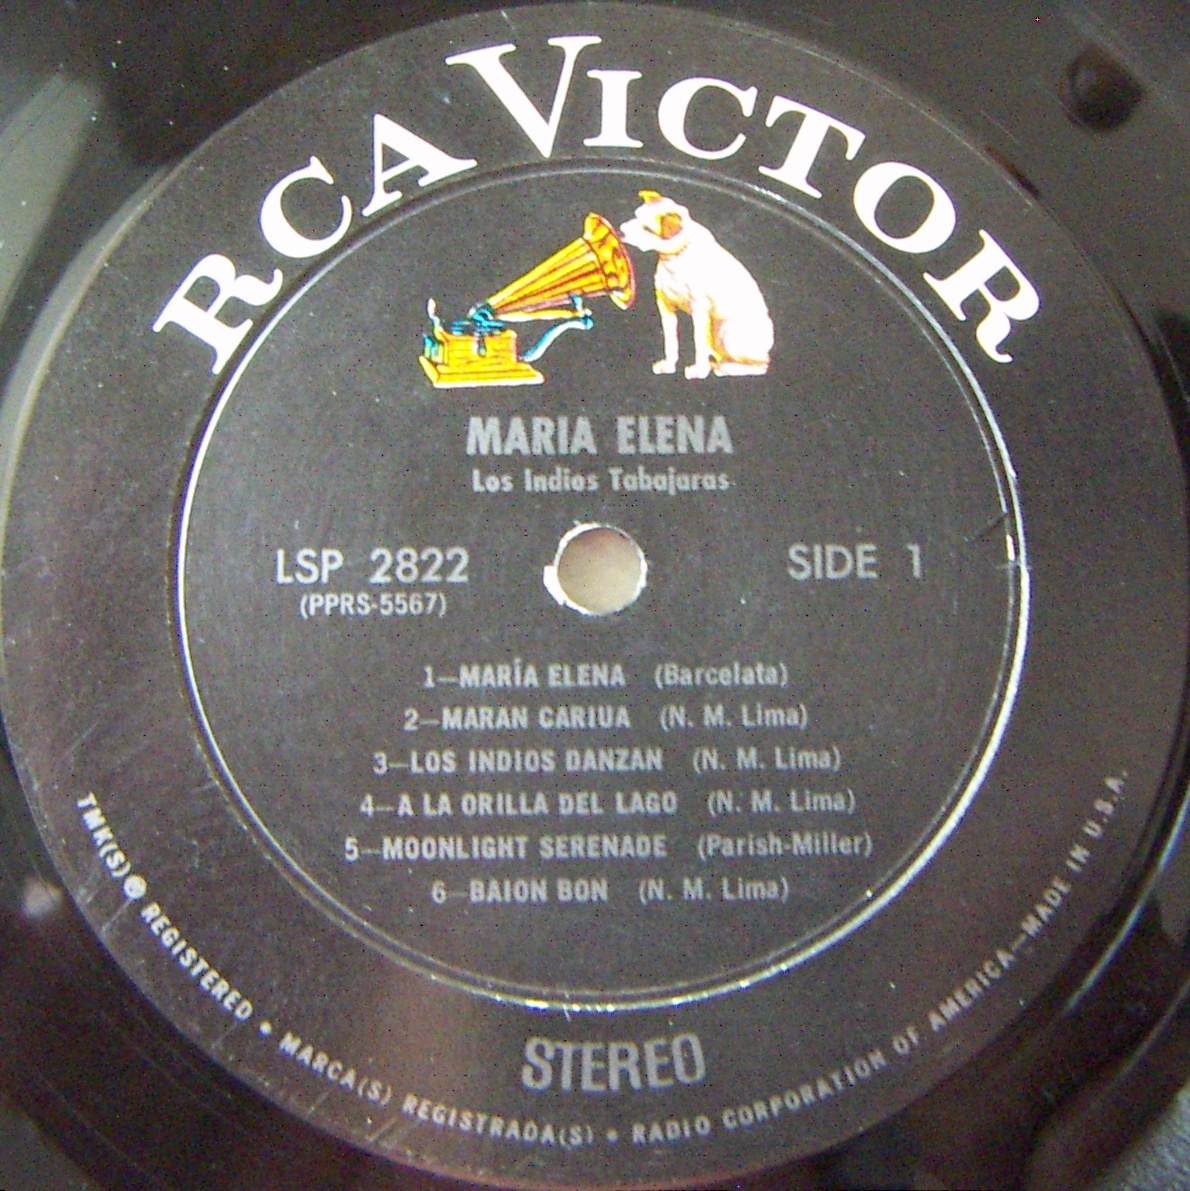 RCA VICTOR
MARIA ELENA
Los Indios Tabajaras
LSP 2822
(PPRS-5567)
SIDE 1
1—MARÍA ELENA (Barcelata)
2—MARAN CARIUA (N. M. Lima)
3—LOS INDIOS DANZAN (N. M. Lima)
4—A LA ORILLA DEL LAGO (N. M. Lima)
5—MOONLIGHT SERENADE (Parish-Miller)
6—BAION BON (N. M. Lima)
STEREO
TMK(S) ® REGISTERED • MARCA(S) REGISTRADA(S) • RADIO CORPORATION OF AMERICA—MADE IN U.S.A.